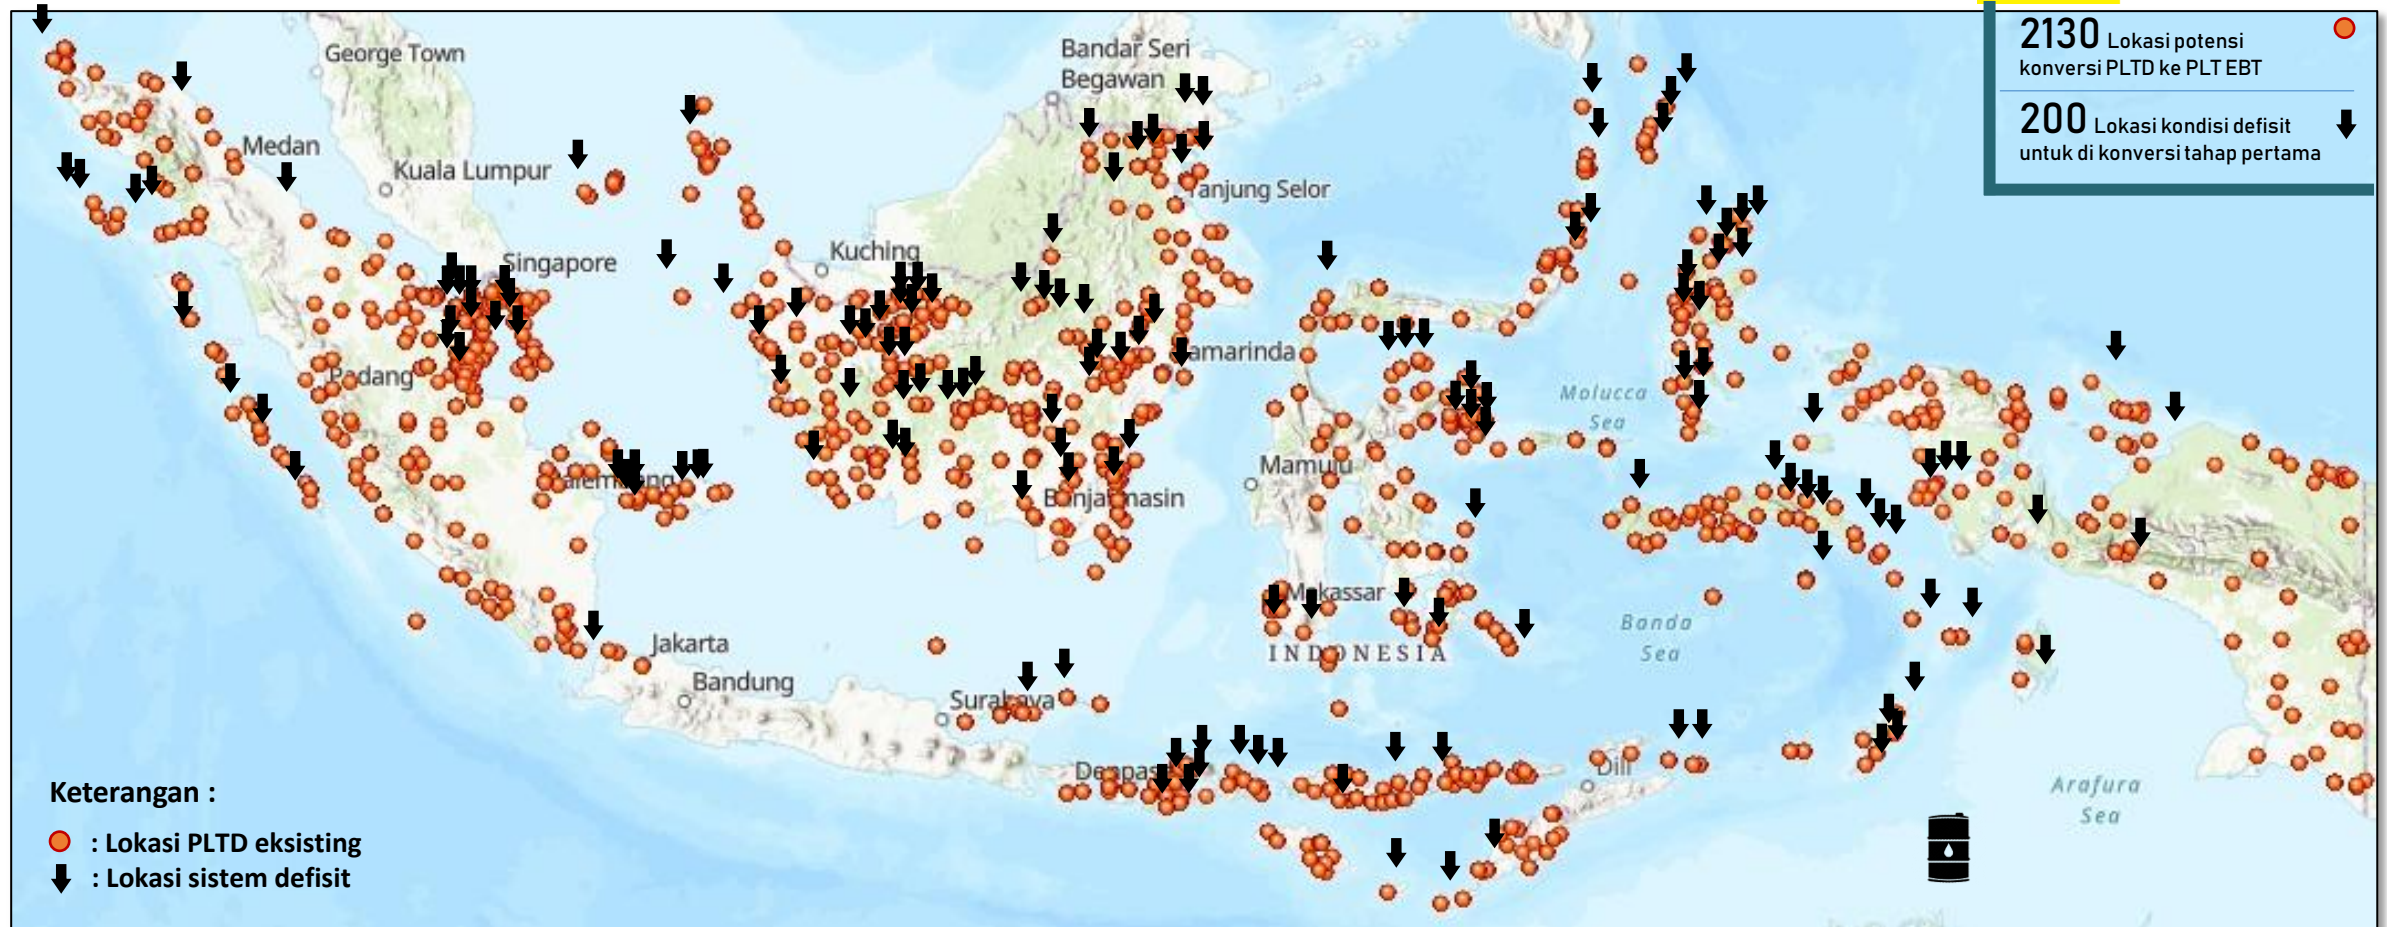 2130 Lokasi potensi
konversi PLTD ke PLT EBT
200 Lokasi kondisi defisit
untuk di konversi tahap pertama
George Town
Bandar Seri
Begawan
Medan
Kuala Lumpur
Tanjung Selor
Kuching
Singapore
Samarinda
Padang
Molucca
Sea
Mamuju
Palembang
Banjarmasin
Makassar
Banda
Sea
INDONESIA
Jakarta
Bandung
Surabaya
Denpasar
Dili
Arafura
Sea
Keterangan :
: Lokasi PLTD eksisting
: Lokasi sistem defisit